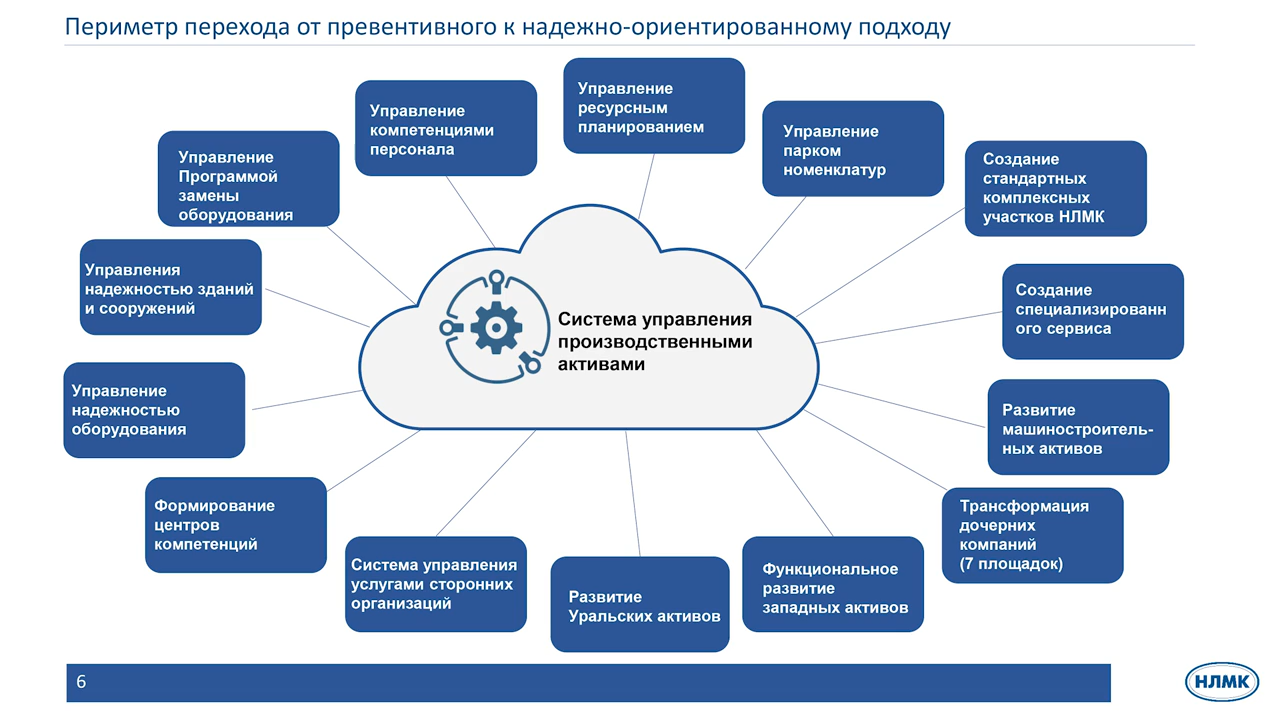 Периметр перехода от превентивного к надежно-ориентированному подходу
Управление
ресурсным
планированием
Управление
компетенциями
персонала
Управление
парком
номенклатур
Управление
Программой
замены
оборудования
Создание
стандартных
комплексных
участков НЛМК
Управления
надежностью зданий
и сооружений
Создание
специализированн
ого сервиса
Система управления
производственными
активами
Управление
надежностью
оборудования
Развитие
машиностроитель-
ных активов
Формирование
центров
компетенций
Трансформация
дочерних
компаний
(7 площадок)
Система управления
услугами сторонних
организаций
Развитие
Уральских активов
Функциональное
развитие
западных активов
6
НЛМК